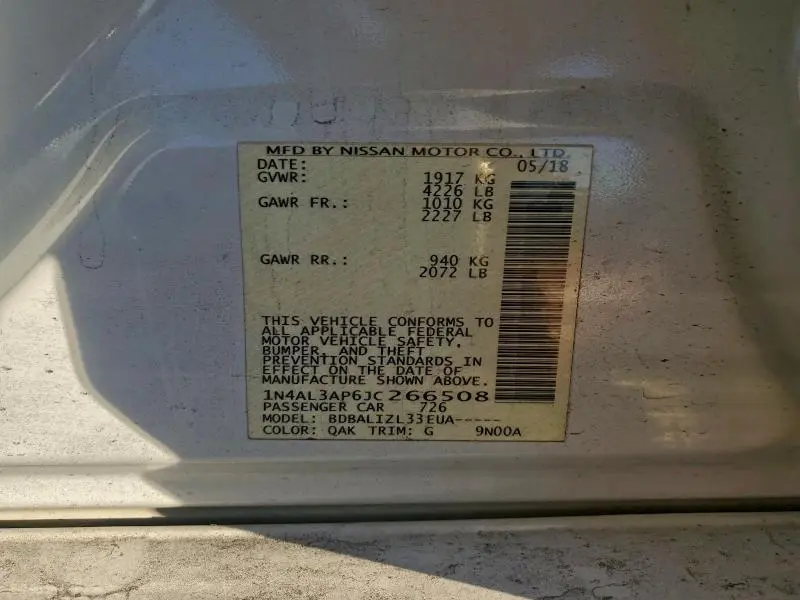 MFD BY NISSAN MOTOR CO., LTD.
DATE: 05/18
GVWR: 1917 KG
4226 LB
GAWR FR.: 1010 KG
2227 LB
GAWR RR.: 940 KG
2072 LB
THIS VEHICLE CONFORMS TO
ALL APPLICABLE FEDERAL
MOTOR VEHICLE SAFETY,
BUMPER, AND THEFT
PREVENTION STANDARDS IN
EFFECT ON THE DATE OF
MANUFACTURE SHOWN ABOVE.
1N4AL3AP6JC266508
PASSENGER CAR 726
MODEL: BDBALIZL33EUA-----
COLOR: QAK TRIM: G 9N00A